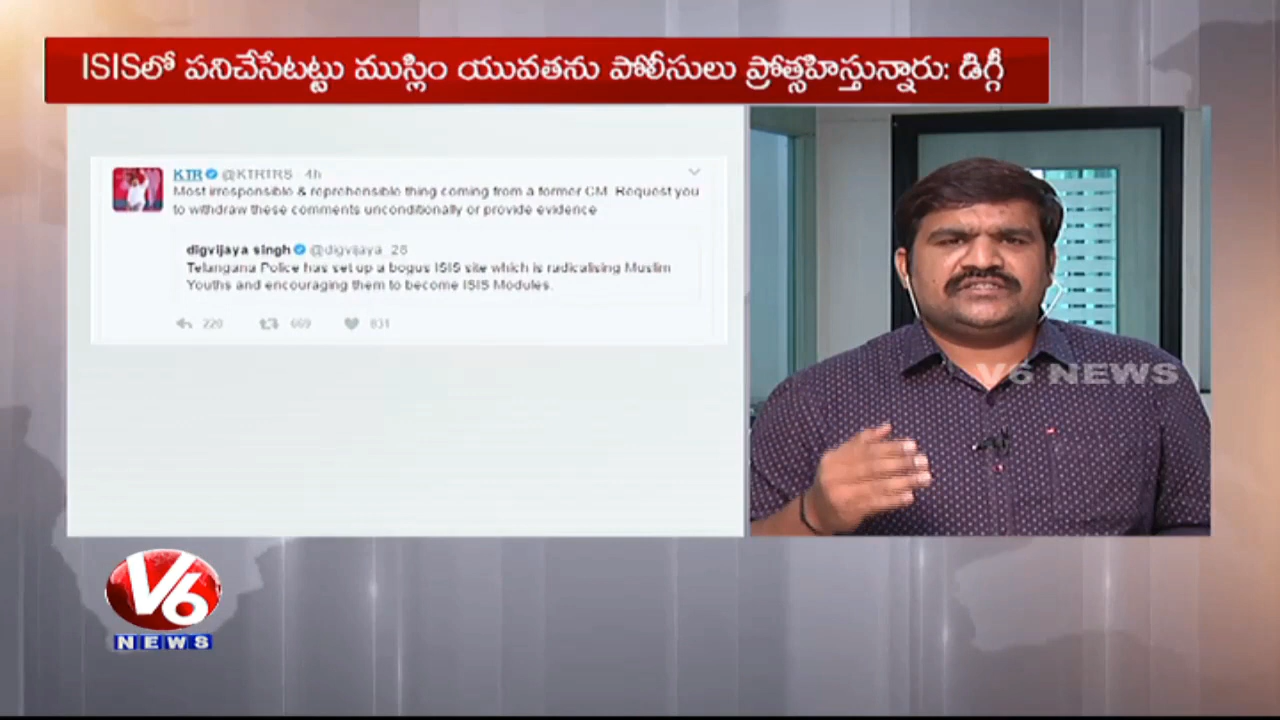 ISISలో పనిచేసేటట్టు ముస్లిం యువతను పోలీసులు ప్రోత్సహిస్తున్నారు: డిగ్గీ
KTR @KTRTRS 4h
Most irresponsible & reprehensible thing coming from a former CM. Request you
to withdraw these comments unconditionally or provide evidence
digvijaya singh @digvijaya_28
Telangana Police has set up a bogus ISIS site which is radicalising Muslim
Youths and encouraging them to become ISIS Modules.
220 669 831
V6 NEWS
V6
NEWS